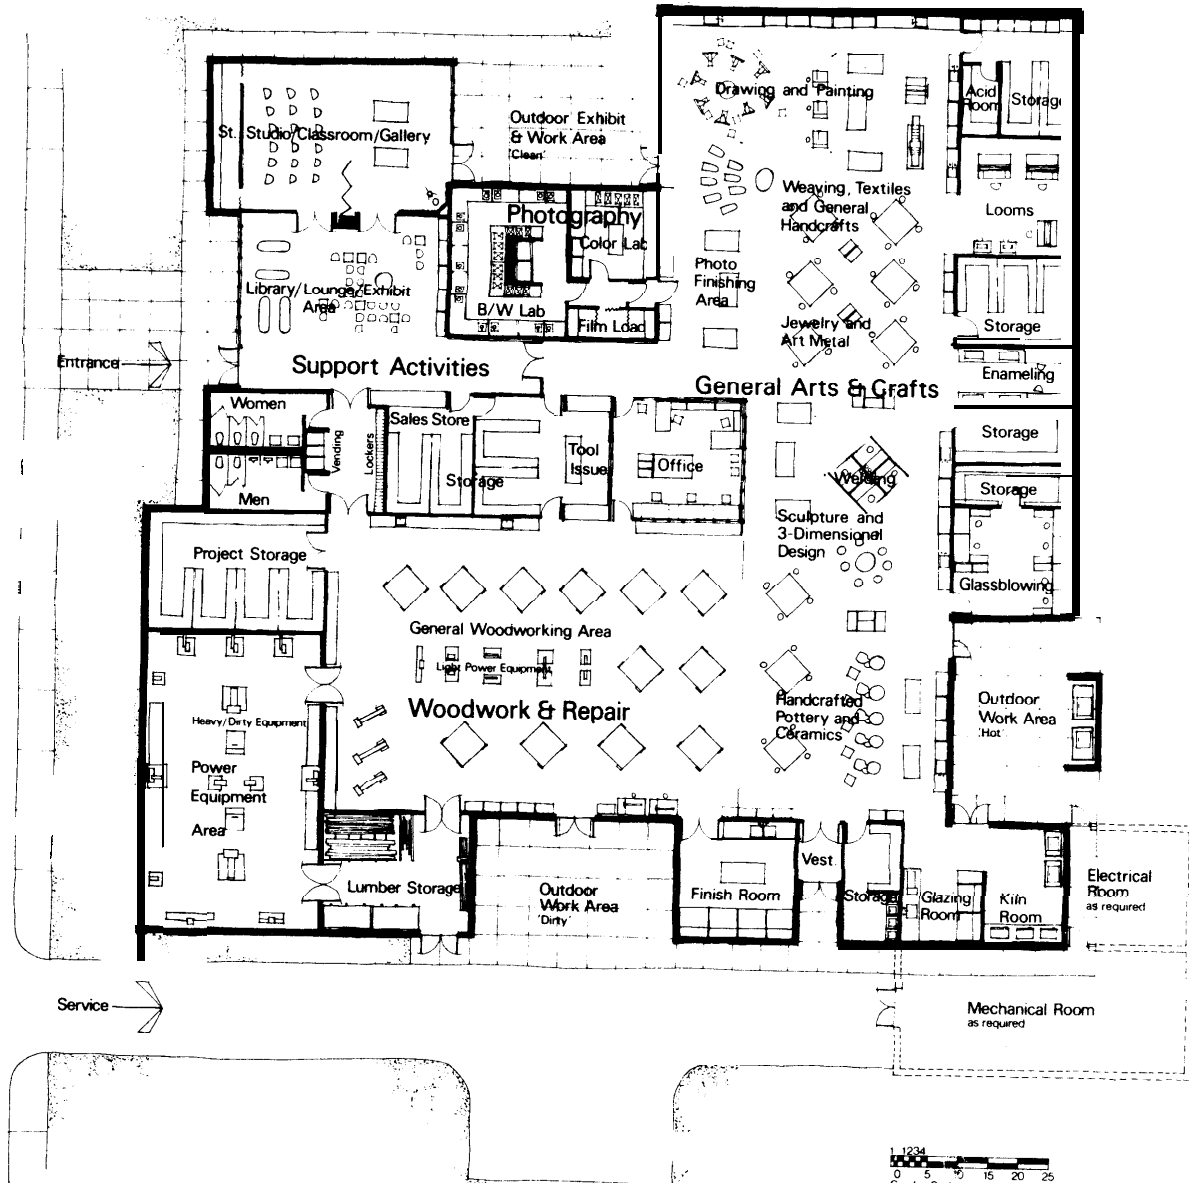 Drawing and Painting
Acid
Room
Storage
Outdoor Exhibit
& Work Area
'Clean'
St.
Studio/Classroom/Gallery
Weaving, Textiles
and General
Handcrafts
Looms
Photography
Color Lab
Photo
Finishing
Area
Library/Lounge/Exhibit
Area
B/W Lab
Film Load
Jewelry and
Art Metal
Storage
Entrance
Support Activities
General Arts & Crafts
Enameling
Women
Vending
Lockers
Sales Store
Storage
Tool
Issue
Office
Storage
Welding
Storage
Men
Sculpture and
3-Dimensional
Design
Project Storage
Glassblowing
General Woodworking Area
Light Power Equipment
Woodwork & Repair
Handcrafted
Pottery and
Ceramics
Outdoor
Work Area
'Hot'
Heavy/Dirty Equipment
Power
Equipment
Area
Lumber Storage
Outdoor
Work Area
'Dirty'
Finish Room
Vest.
Storage
Glazing
Room
Kiln
Room
Electrical
Room
as required
Service
Mechanical Room
as required
1 1234
0 5 10 15 20 25